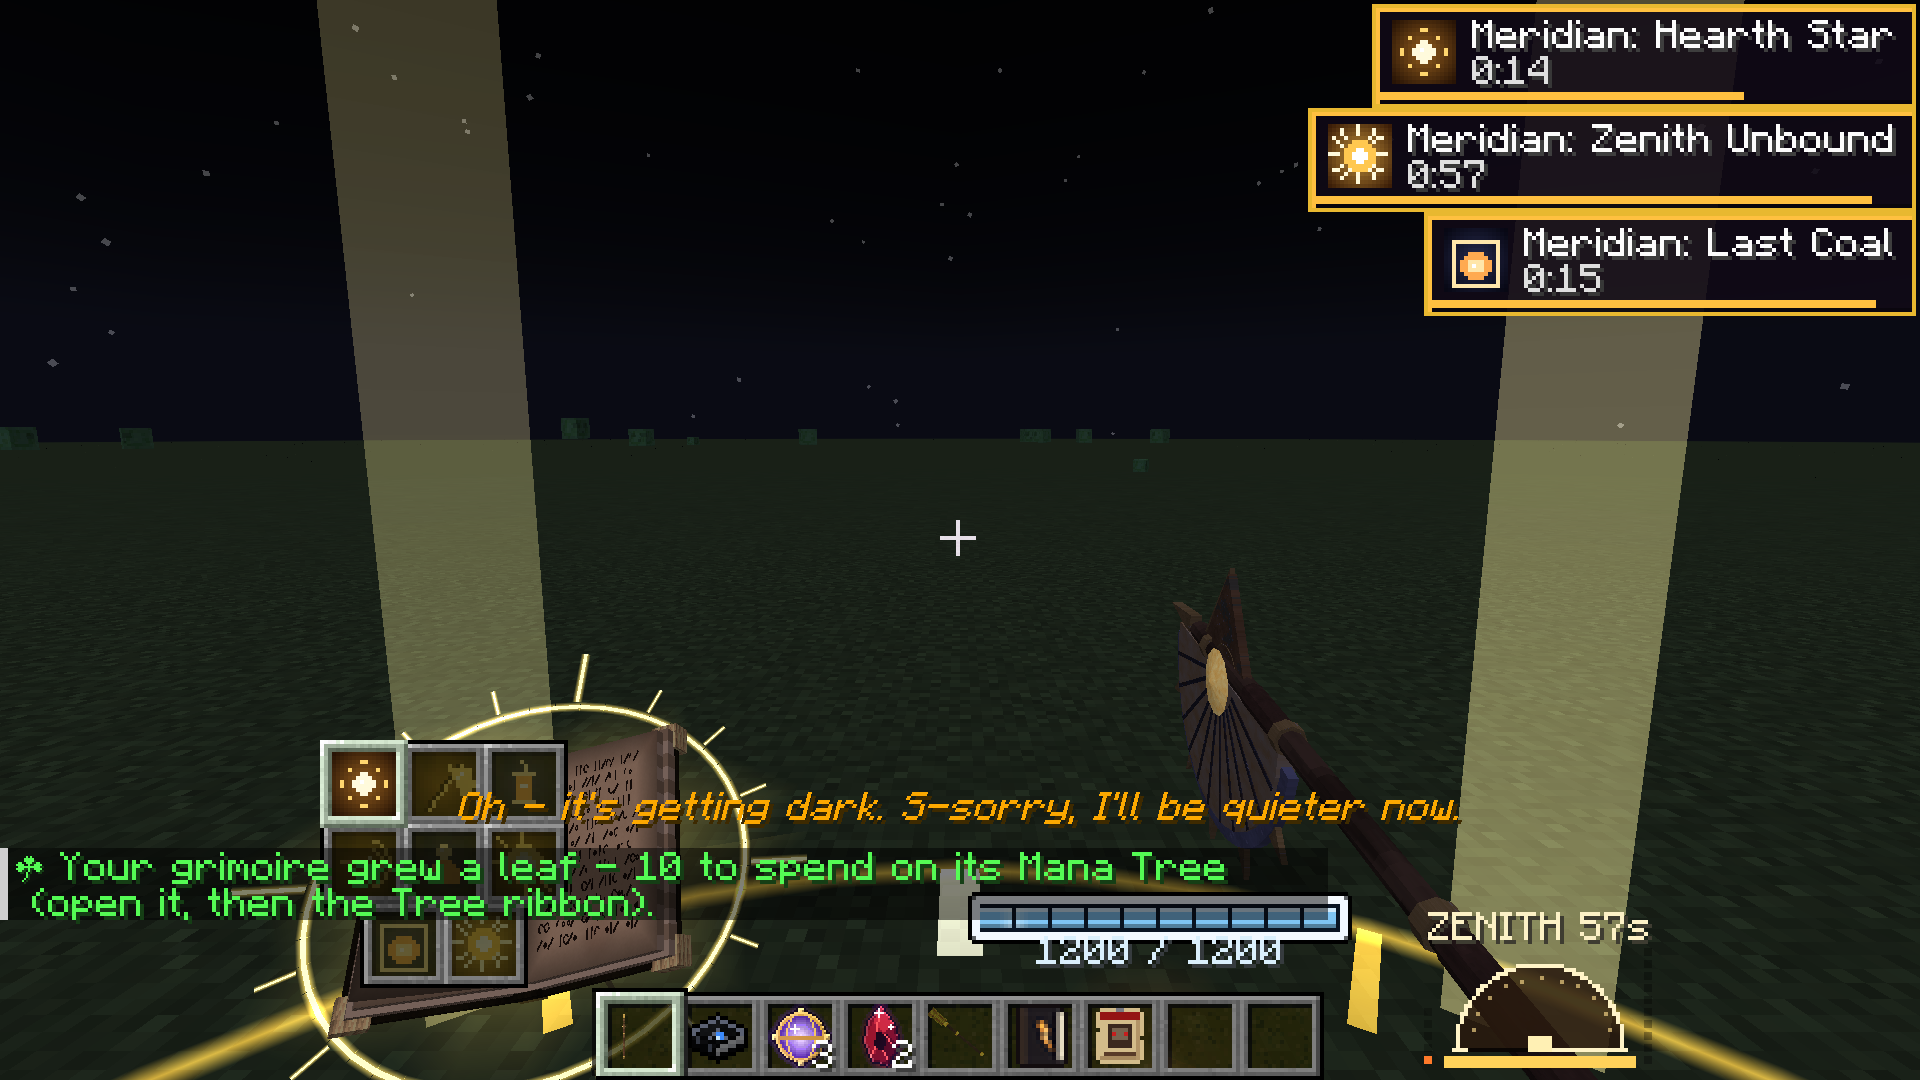 Meridian: Hearth Star
0:14
Meridian: Zenith Unbound
0:57
Meridian: Last Coal
0:15
Oh – it's getting dark. S-sorry, I'll be quieter now.
☘ Your grimoire grew a leaf – 10 to spend on its Mana Tree
(open it, then the Tree ribbon).
1200 / 1200
ZENITH 57s
3
2